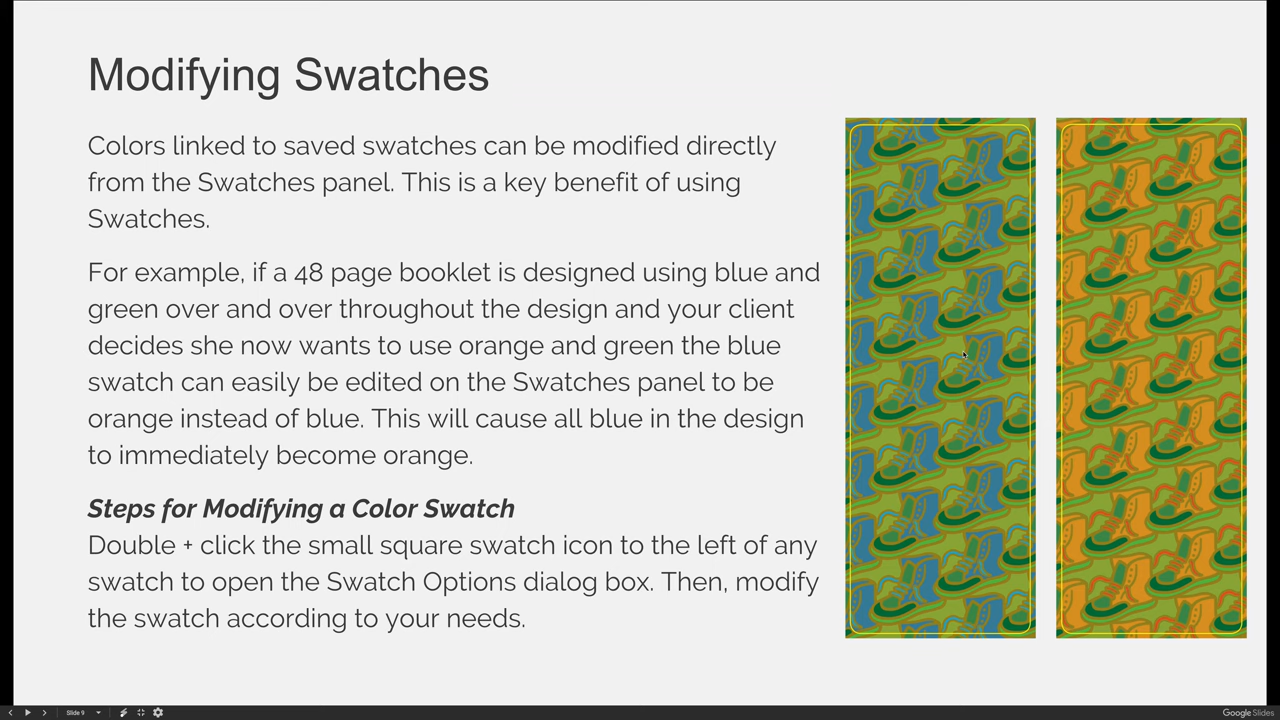 Modifying Swatches
Colors linked to saved swatches can be modified directly
from the Swatches panel. This is a key benefit of using
Swatches.
For example, if a 48 page booklet is designed using blue and
green over and over throughout the design and your client
decides she now wants to use orange and green the blue
swatch can easily be edited on the Swatches panel to be
orange instead of blue. This will cause all blue in the design
to immediately become orange.
Steps for Modifying a Color Swatch
Double + click the small square swatch icon to the left of any
swatch to open the Swatch Options dialog box. Then, modify
the swatch according to your needs.
Slide 9
Google Slides